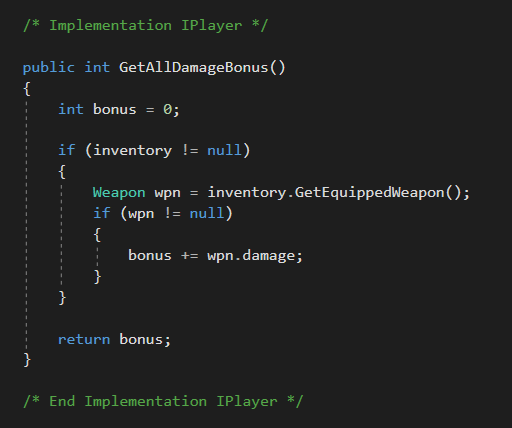 /* Implementation IPlayer */
public int GetAllDamageBonus()
{
    int bonus = 0;
    if (inventory != null)
    {
        Weapon wpn = inventory.GetEquippedWeapon();
        if (wpn != null)
        {
            bonus += wpn.damage;
        }
    }
    return bonus;
}
/* End Implementation IPlayer */